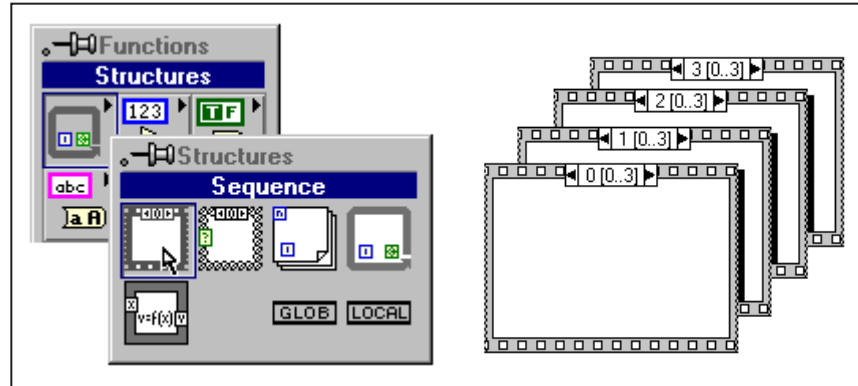 Functions
Structures
123
TF
abc
a A
Structures
Sequence
n
i
i
x v=f(x) v
GLOB LOCAL
3 [0..3]
2 [0..3]
1 [0..3]
0 [0..3]